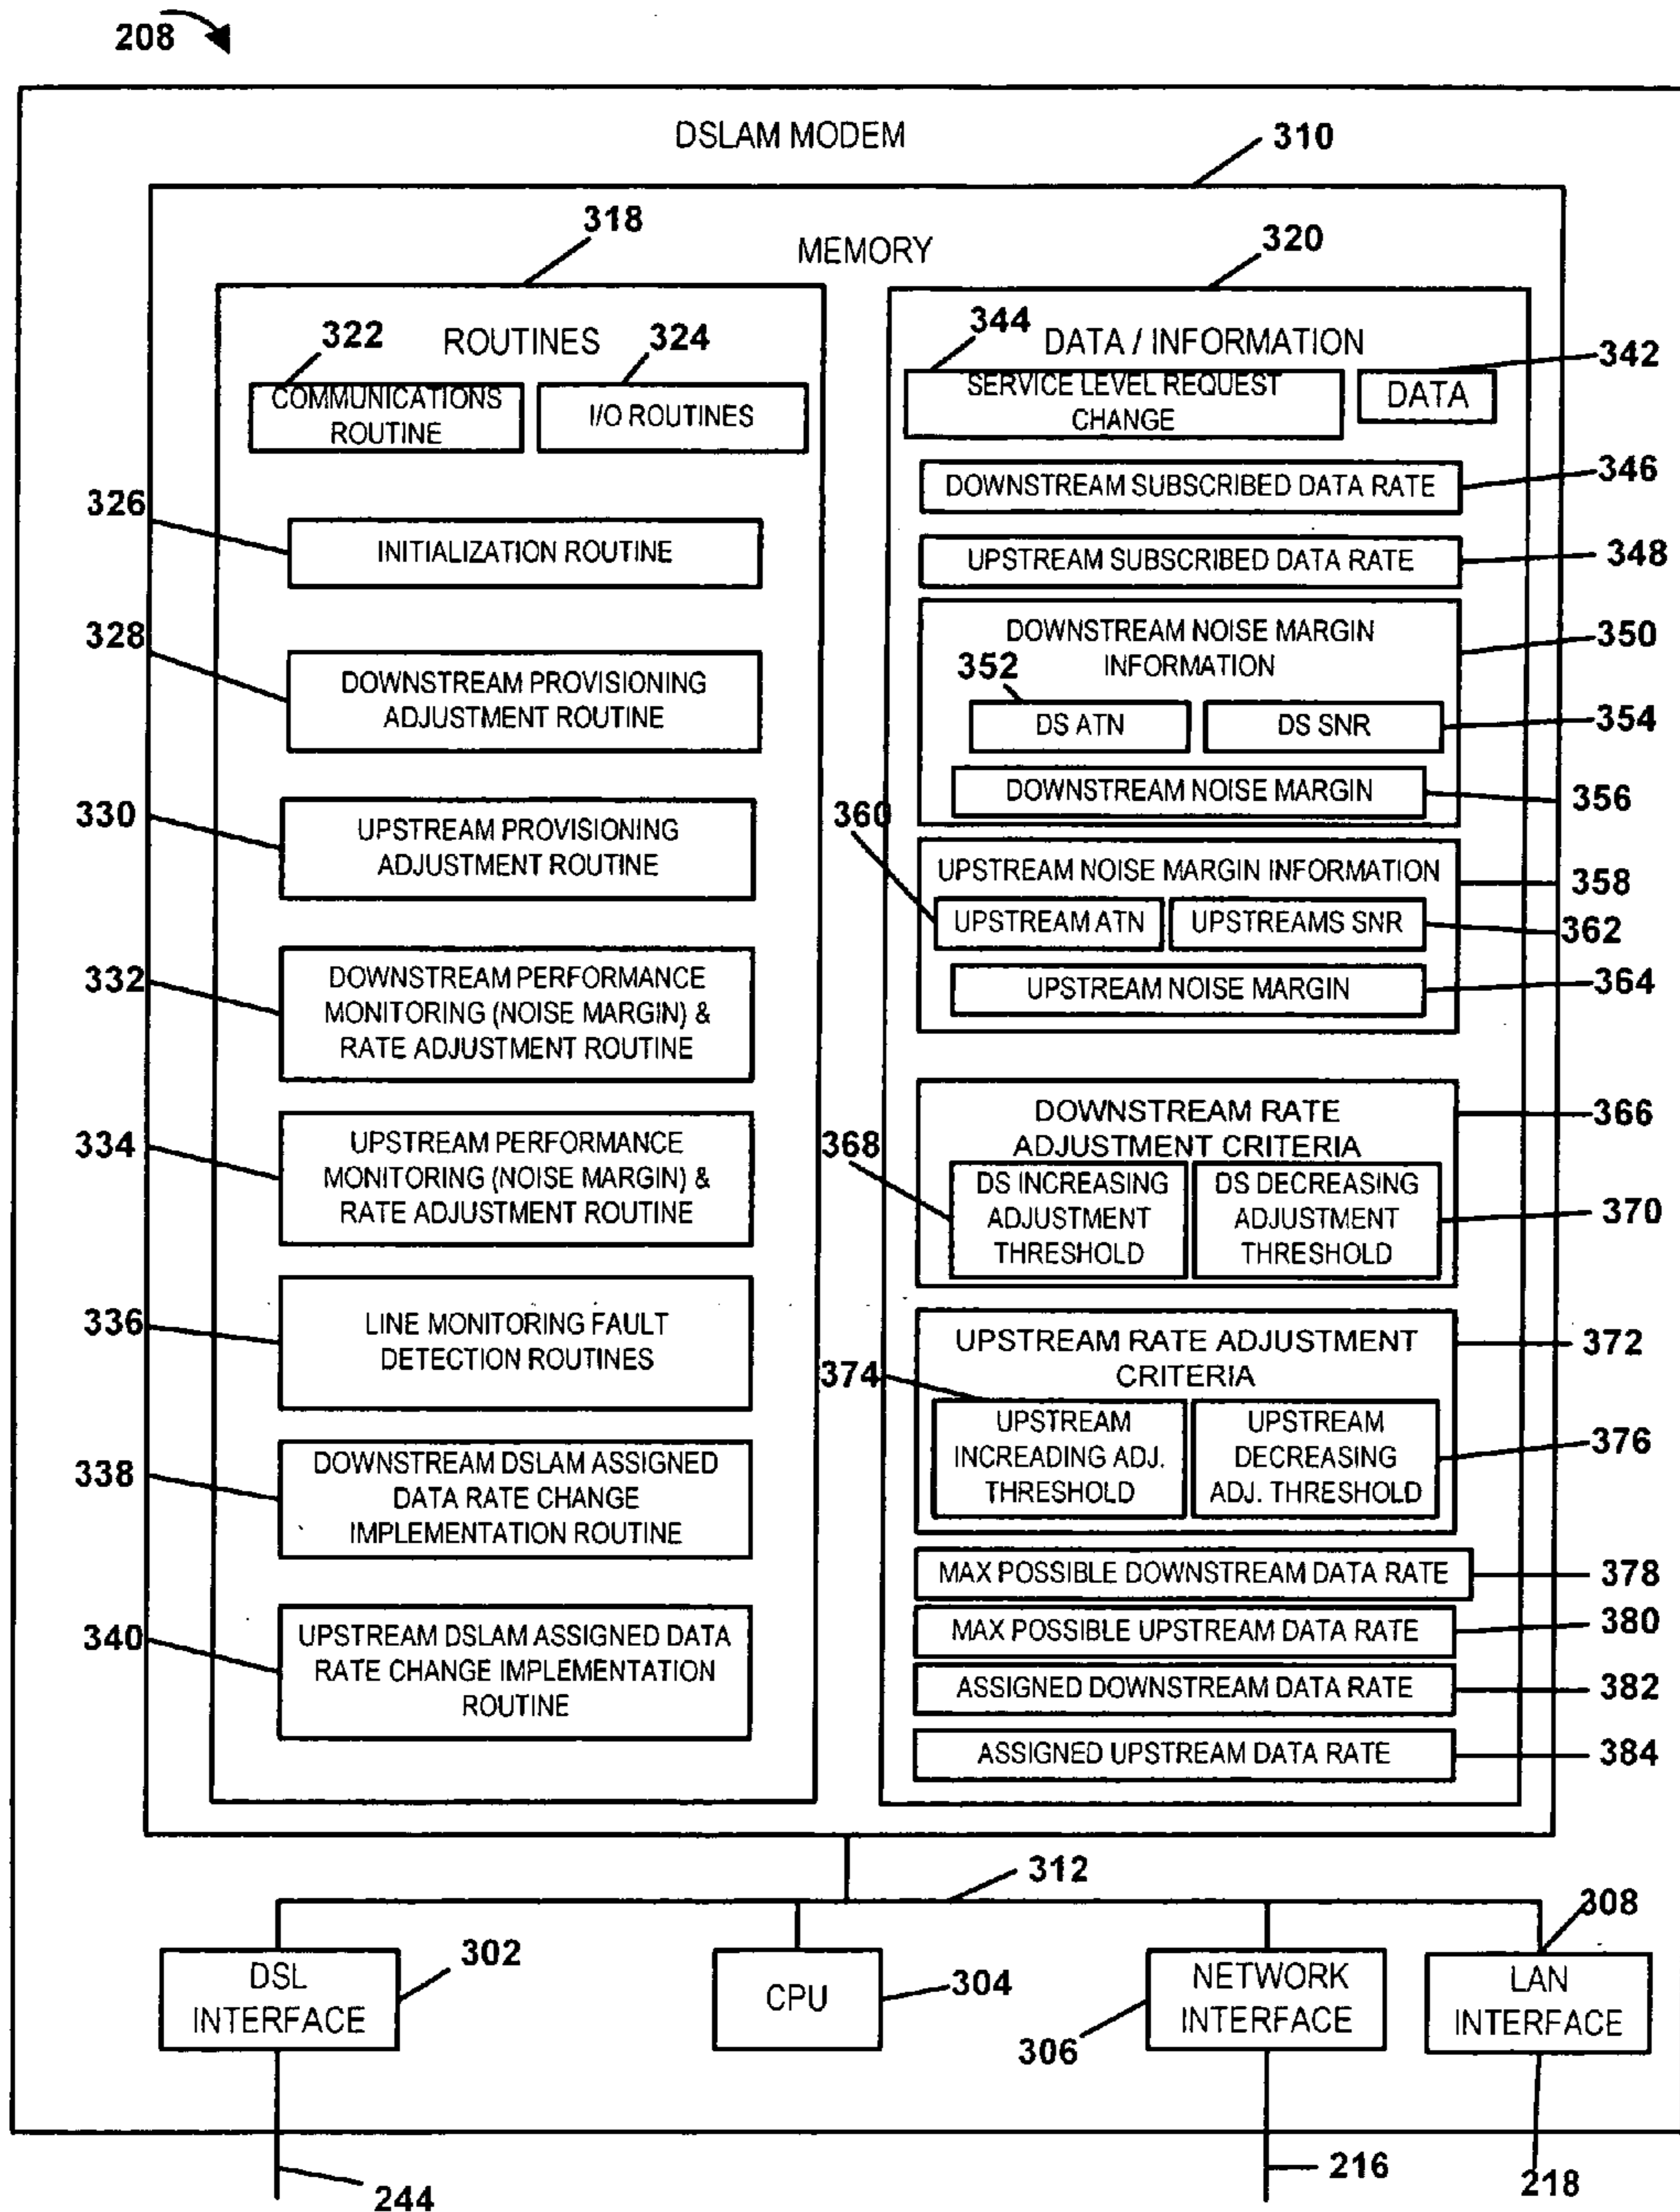 208
DSLAM MODEM
310
318
MEMORY
320
ROUTINES
322
324
COMMUNICATIONS
ROUTINE
I/O ROUTINES
326
INITIALIZATION ROUTINE
328
DOWNSTREAM PROVISIONING
ADJUSTMENT ROUTINE
330
UPSTREAM PROVISIONING
ADJUSTMENT ROUTINE
332
DOWNSTREAM PERFORMANCE
MONITORING (NOISE MARGIN) &
RATE ADJUSTMENT ROUTINE
334
UPSTREAM PERFORMANCE
MONITORING (NOISE MARGIN) &
RATE ADJUSTMENT ROUTINE
336
LINE MONITORING FAULT
DETECTION ROUTINES
338
DOWNSTREAM DSLAM ASSIGNED
DATA RATE CHANGE
IMPLEMENTATION ROUTINE
340
UPSTREAM DSLAM ASSIGNED DATA
RATE CHANGE IMPLEMENTATION
ROUTINE
344
DATA / INFORMATION
342
SERVICE LEVEL REQUEST
CHANGE
DATA
DOWNSTREAM SUBSCRIBED DATA RATE
346
UPSTREAM SUBSCRIBED DATA RATE
348
DOWNSTREAM NOISE MARGIN
INFORMATION
350
352
DS ATN
DS SNR
354
DOWNSTREAM NOISE MARGIN
356
360
UPSTREAM NOISE MARGIN INFORMATION
358
UPSTREAM ATN
UPSTREAMS SNR
362
UPSTREAM NOISE MARGIN
364
DOWNSTREAM RATE
ADJUSTMENT CRITERIA
366
368
DS INCREASING
ADJUSTMENT
THRESHOLD
DS DECREASING
ADJUSTMENT
THRESHOLD
370
UPSTREAM RATE ADJUSTMENT
CRITERIA
372
374
UPSTREAM
INCREADING ADJ.
THRESHOLD
UPSTREAM
DECREASING
ADJ. THRESHOLD
376
MAX POSSIBLE DOWNSTREAM DATA RATE
378
MAX POSSIBLE UPSTREAM DATA RATE
380
ASSIGNED DOWNSTREAM DATA RATE
382
ASSIGNED UPSTREAM DATA RATE
384
312
308
DSL
INTERFACE
302
CPU
304
NETWORK
INTERFACE
306
LAN
INTERFACE
244
216
218